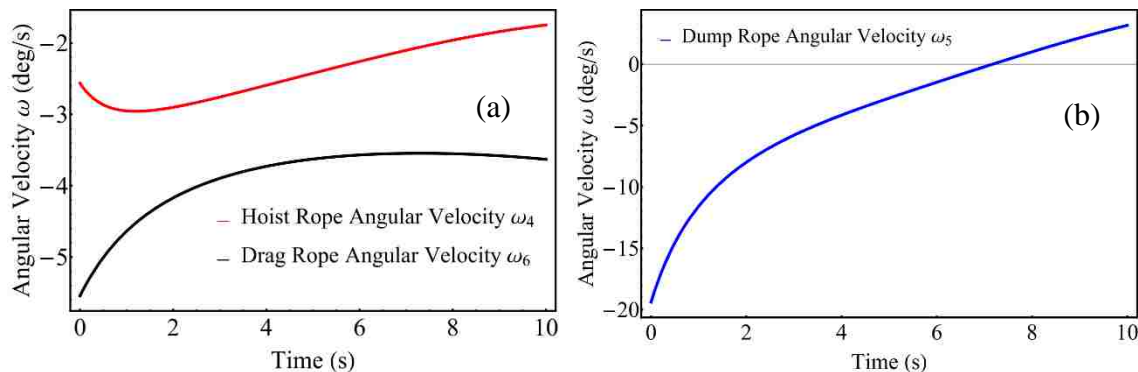 Angular Velocity ω (deg/s)
−2
−3
−4
−5
(a)
Hoist Rope Angular Velocity ω4
Drag Rope Angular Velocity ω6
0 2 4 6 8 10
Time (s)
Angular Velocity ω (deg/s)
Dump Rope Angular Velocity ω5
0
−5
−10
−15
−20
(b)
0 2 4 6 8 10
Time (s)